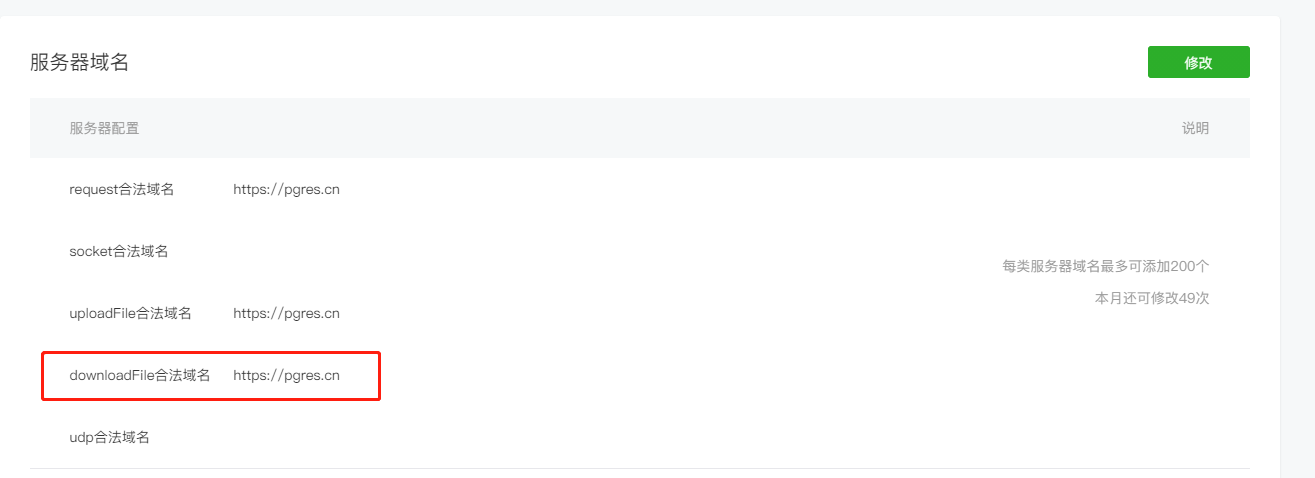 服务器域名
修改
服务器配置 说明
request合法域名 https://pgres.cn
socket合法域名
每类服务器域名最多可添加200个
本月还可修改49次
uploadFile合法域名 https://pgres.cn
downloadFile合法域名 https://pgres.cn
udp合法域名